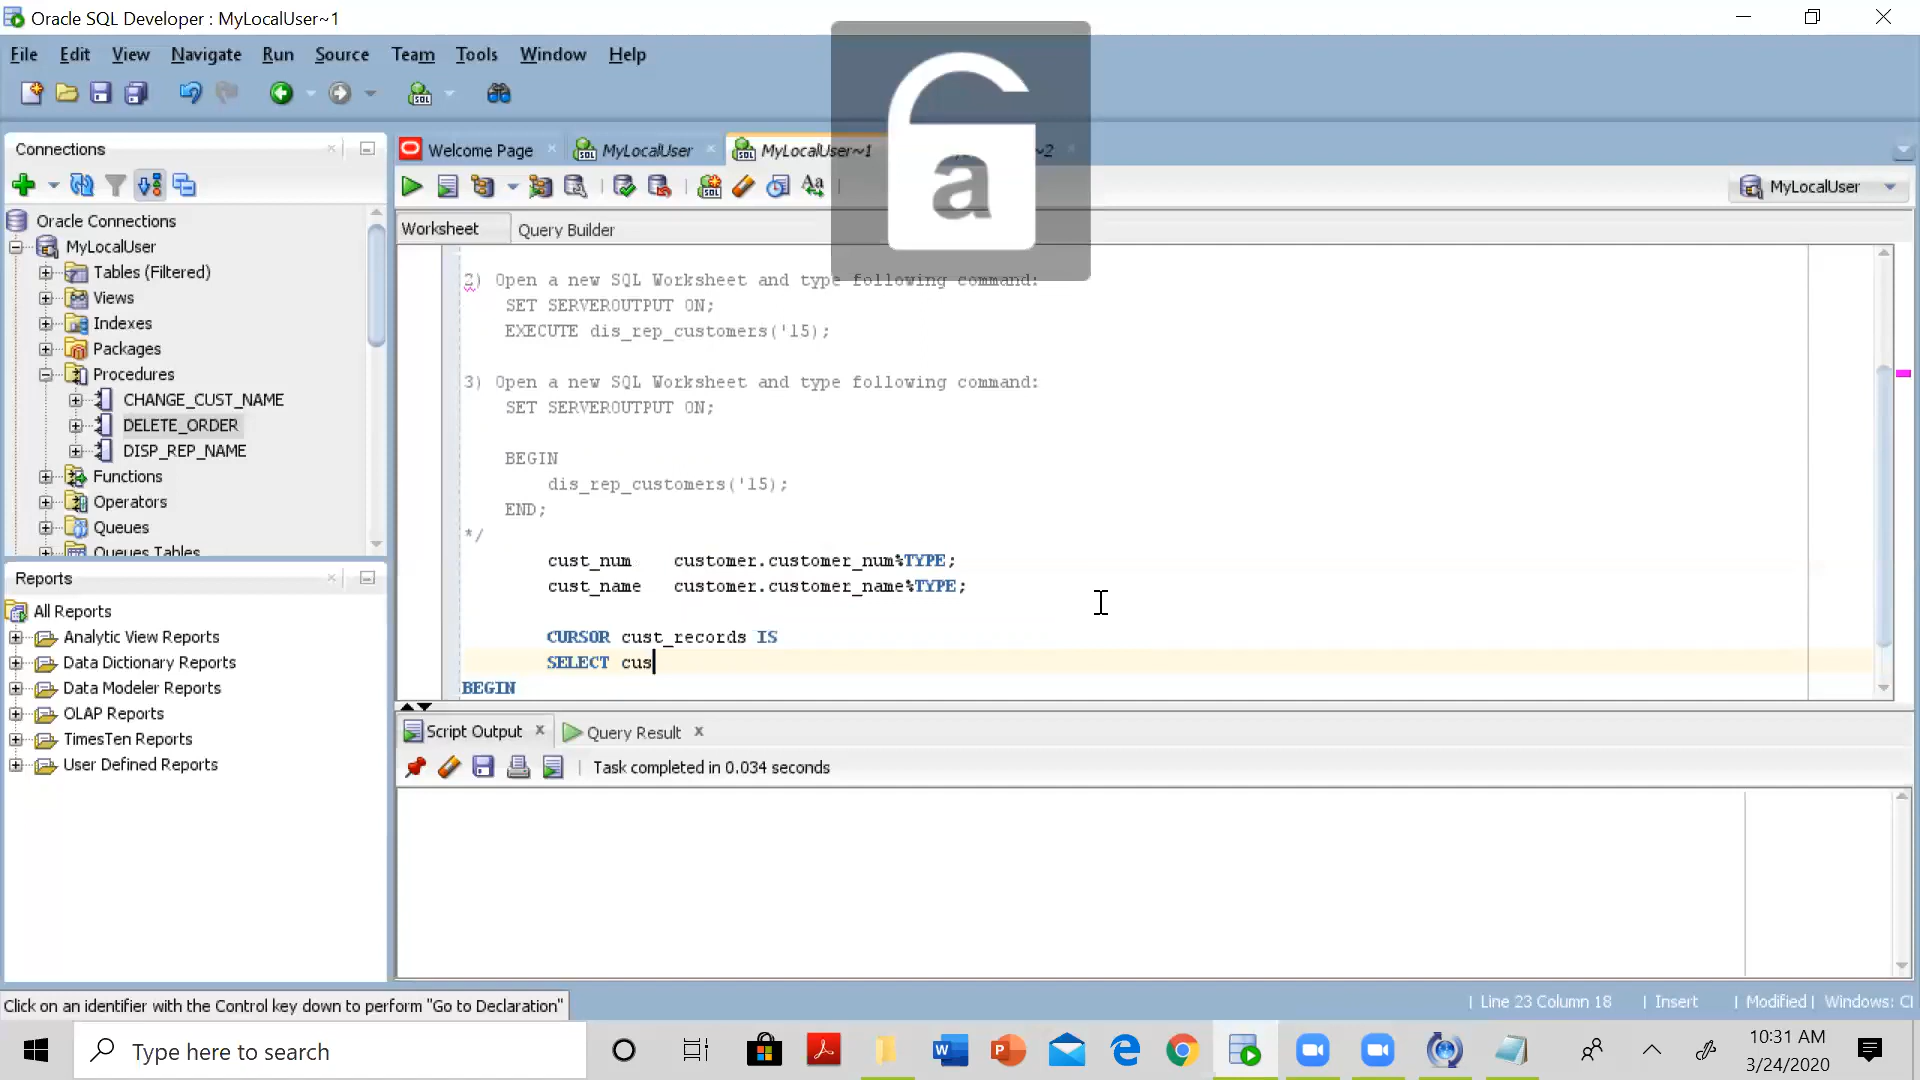 Oracle SQL Developer : MyLocalUser~1
File Edit View Navigate Run Source Team Tools Window Help
a
Connections
Welcome Page
MyLocalUser
MyLocalUser~1
~2
MyLocalUser
Worksheet
Query Builder
Oracle Connections
MyLocalUser
Tables (Filtered)
Views
Indexes
Packages
Procedures
CHANGE_CUST_NAME
DELETE_ORDER
DISP_REP_NAME
Functions
Operators
Queues
Queues Tables
2) Open a new SQL Worksheet and type following command:
SET SERVEROUTPUT ON;
EXECUTE dis_rep_customers('15);
3) Open a new SQL Worksheet and type following command:
SET SERVEROUTPUT ON;
BEGIN
dis_rep_customers('15);
END;
*/
cust_num customer.customer_num%TYPE;
cust_name customer.customer_name%TYPE;
CURSOR cust_records IS
SELECT cus
BEGIN
Reports
All Reports
Analytic View Reports
Data Dictionary Reports
Data Modeler Reports
OLAP Reports
TimesTen Reports
User Defined Reports
Script Output
Query Result
Task completed in 0.034 seconds
Click on an identifier with the Control key down to perform "Go to Declaration"
| Line 23 Column 18 | Insert | Modified | Windows: Cl
Type here to search
10:31 AM
3/24/2020